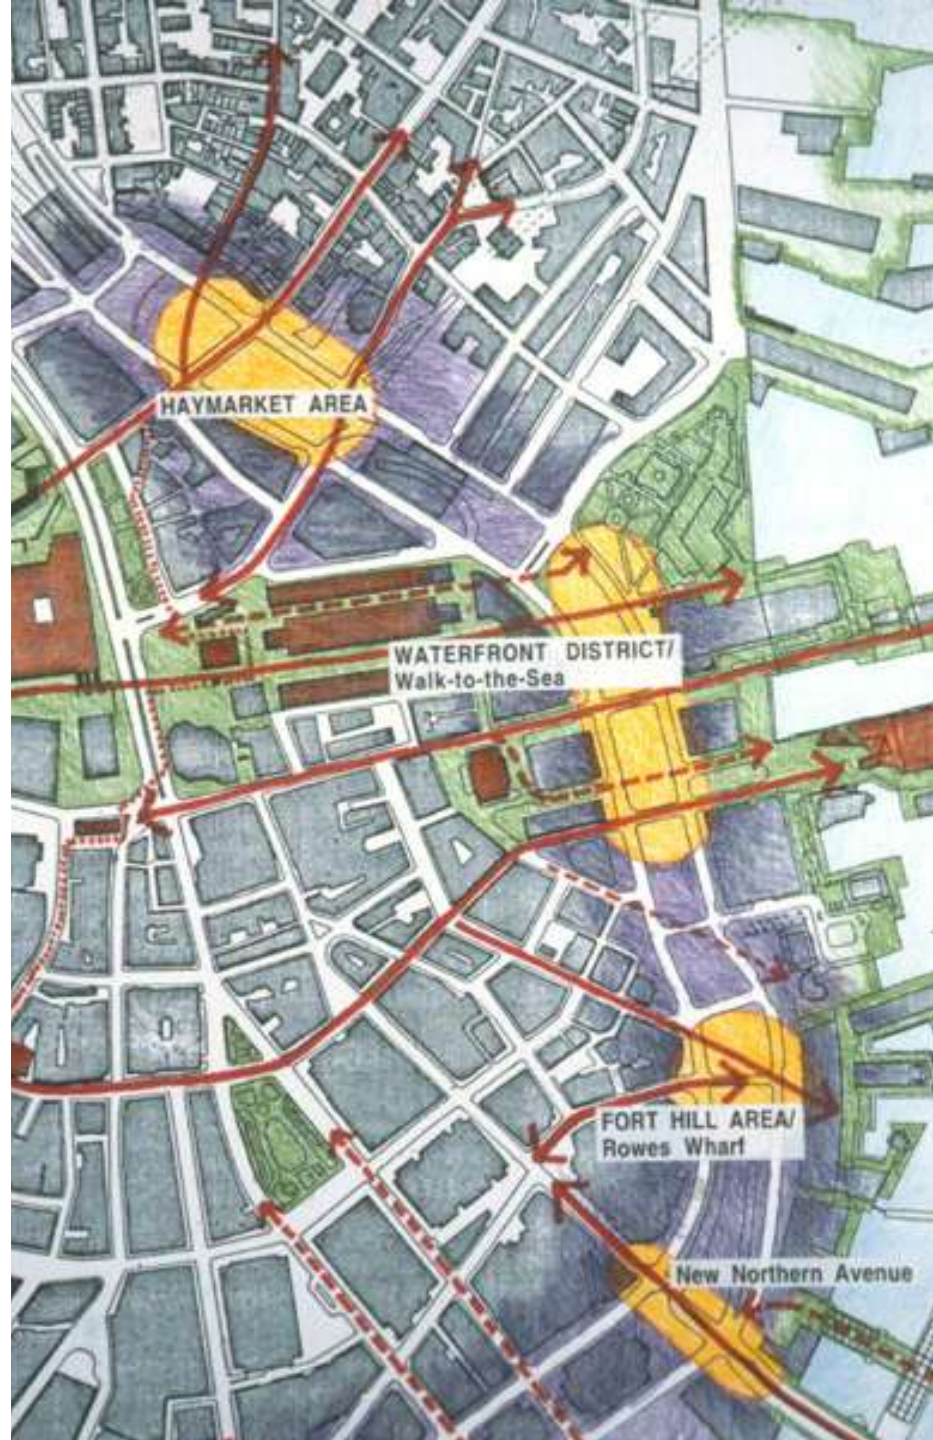 HAYMARKET AREA
WATERFRONT DISTRICT/
Walk-to-the-Sea
FORT HILL AREA/
Rowes Wharf
New Northern Avenue